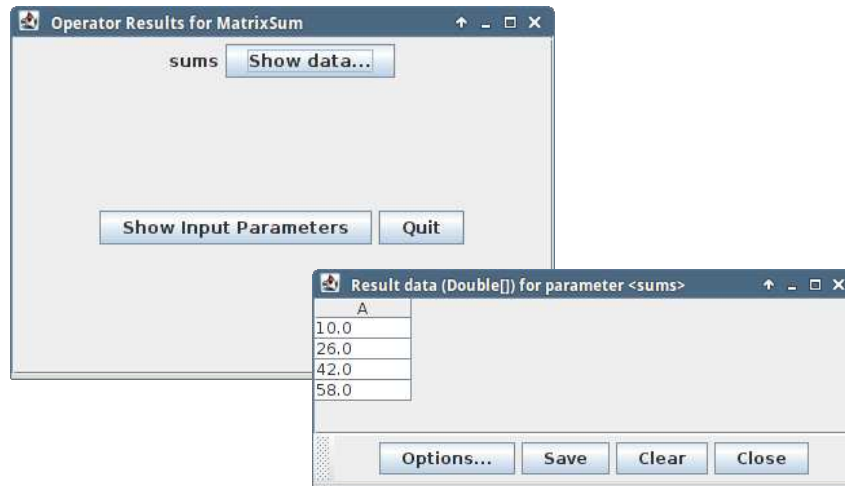 Operator Results for MatrixSum
sums Show data...
Show Input Parameters Quit
Result data (Double[]) for parameter <sums>
A
10.0
26.0
42.0
58.0
Options... Save Clear Close